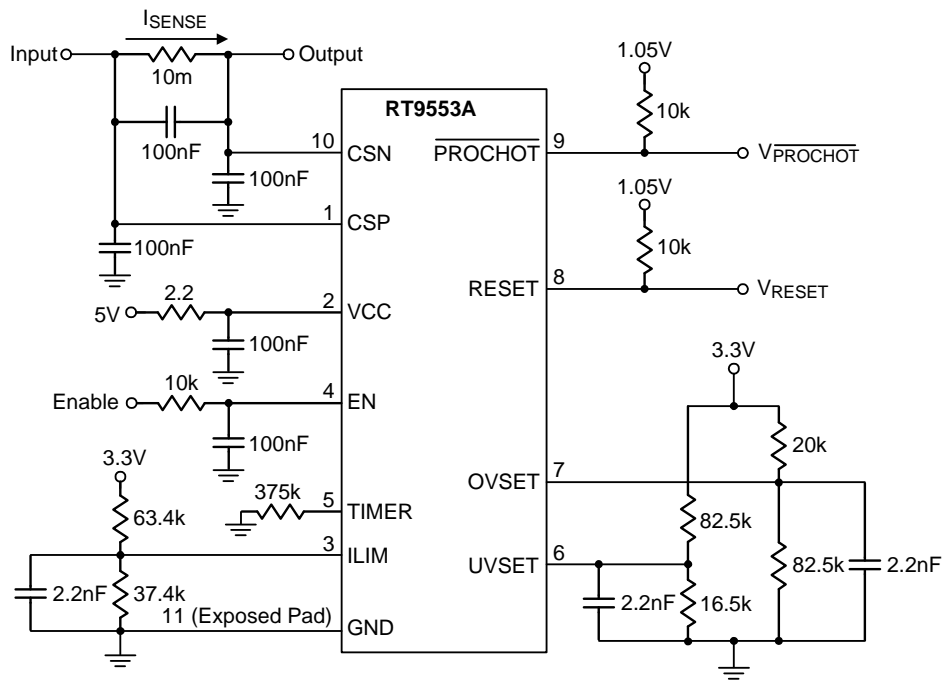 ISENSE
Input
Output
10m
1.05V
RT9553A
10k
100nF
10
CSN
PROCHOT
9
VPROCHOT
100nF
1.05V
1
CSP
100nF
10k
RESET
8
VRESET
2.2
2
5V
VCC
100nF
3.3V
10k
4
Enable
EN
20k
100nF
3.3V
7
OVSET
375k
5
TIMER
63.4k
82.5k
3
ILIM
6
UVSET
82.5k
2.2nF
2.2nF
37.4k
2.2nF
16.5k
11 (Exposed Pad)
GND